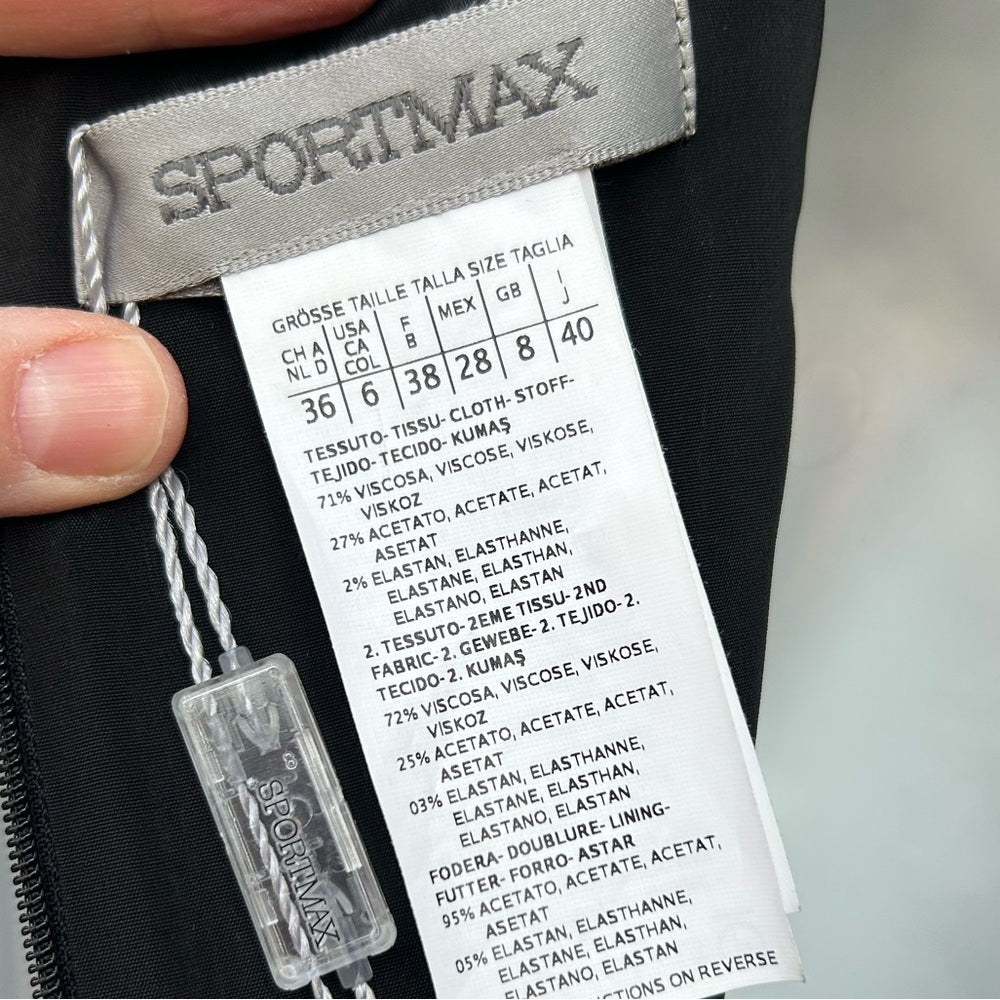 SPORTMAX
GRÖSSE TAILLE TALLA SIZE TAGLIA
CH A NL D USA CA COL F B MEX GB I J
36 6 38 28 8 40
TESSUTO- TISSU- CLOTH- STOFF-
TEJIDO- TECIDO- KUMAŞ
71% VISCOSA, VISCOSE, VISKOSE,
VISKOZ
27% ACETATO, ACETATE, ACETAT,
ASETAT
2% ELASTAN, ELASTHANNE,
ELASTANE, ELASTHAN,
ELASTANO, ELASTAN
2. TESSUTO- 2EME TISSU- 2ND
FABRIC- 2. GEWEBE- 2. TEJIDO- 2.
TECIDO- 2. KUMAŞ
72% VISCOSA, VISCOSE, VISKOSE,
VISKOZ
25% ACETATO, ACETATE, ACETAT,
ASETAT
03% ELASTAN, ELASTHANNE,
ELASTANE, ELASTHAN,
ELASTANO, ELASTAN
FODERA- DOUBLURE- LINING-
FUTTER- FORRO- ASTAR
95% ACETATO, ACETATE, ACETAT,
ASETAT
05% ELASTAN, ELASTHANNE,
ELASTANE, ELASTHAN,
ELASTANO, ELASTAN
ON REVERSE
SPORTMAX